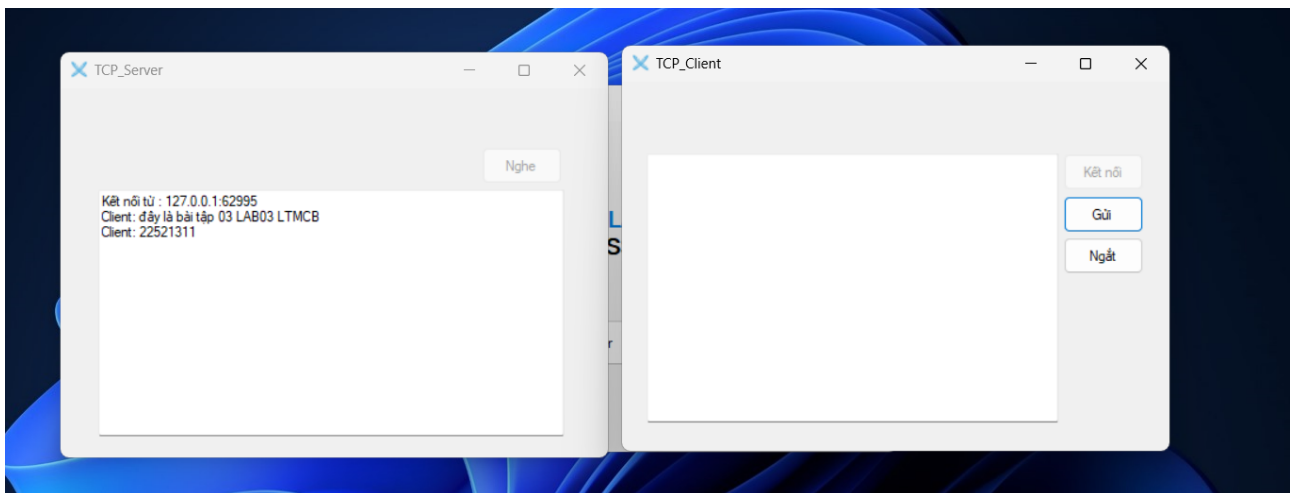 TCP_Server
Nghe
Kết nối từ : 127.0.0.1:62995
Client: đây là bài tập 03 LAB03 LTMCB
Client: 22521311
L
S
r
TCP_Client
Kết nối
Gửi
Ngắt